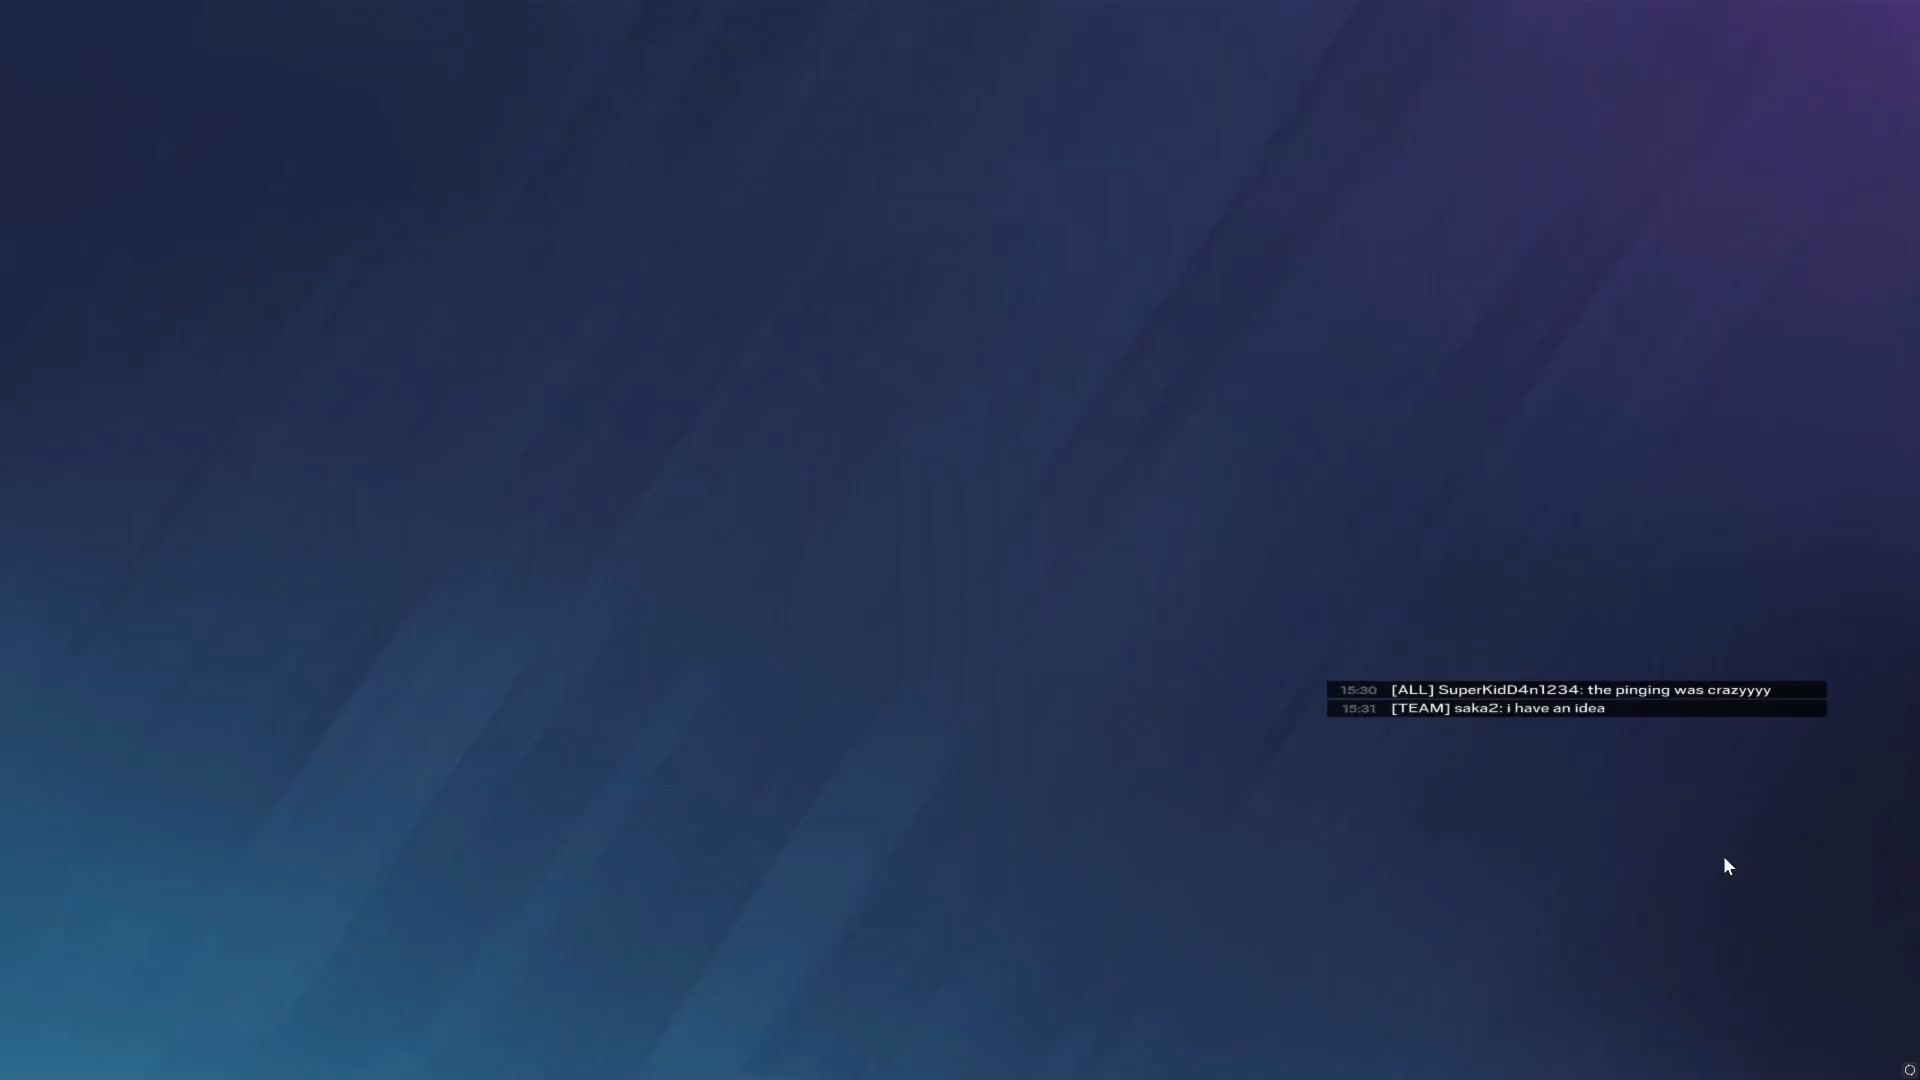 15:30 [ALL] SuperKidD4n1234: the pinging was crazyyyy
15:31 [TEAM] saka2: i have an idea